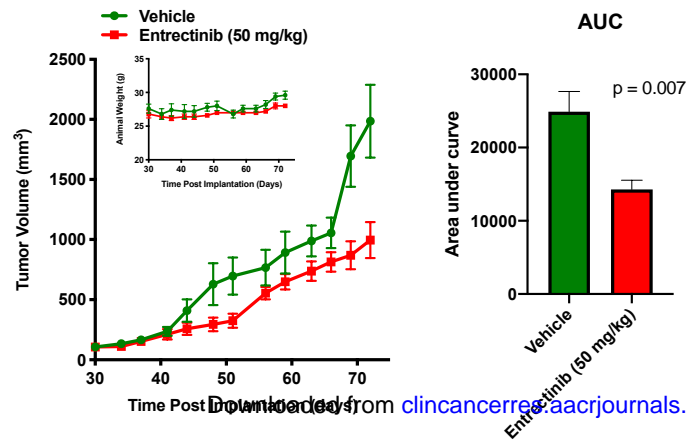 Vehicle
Entrectinib (50 mg/kg)
AUC
2500
2000
1500
1000
500
0
Tumor Volume (mm³)
30
40
50
60
70
Time Post Implantation (days)
35
30
25
20
Animal Weight (g)
30
40
50
60
70
Time Post Implantation (Days)
30000
20000
10000
0
Area under curve
p = 0.007
Vehicle
Entrectinib (50 mg/kg)
Downloaded from clincancerres.aacrjournals.